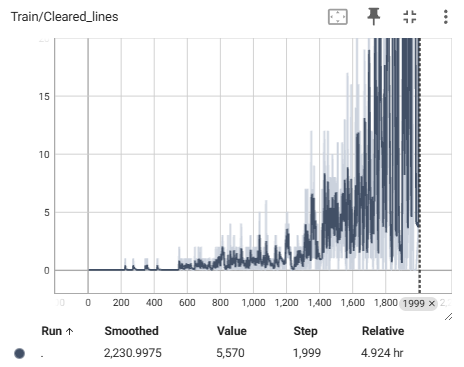 Train/Cleared_lines
15
10
5
0
0 200 400 600 800 1,000 1,200 1,400 1,600 1,800 1999 ×
Run ↑ Smoothed Value Step Relative
. 2,230.9975 5,570 1,999 4.924 hr